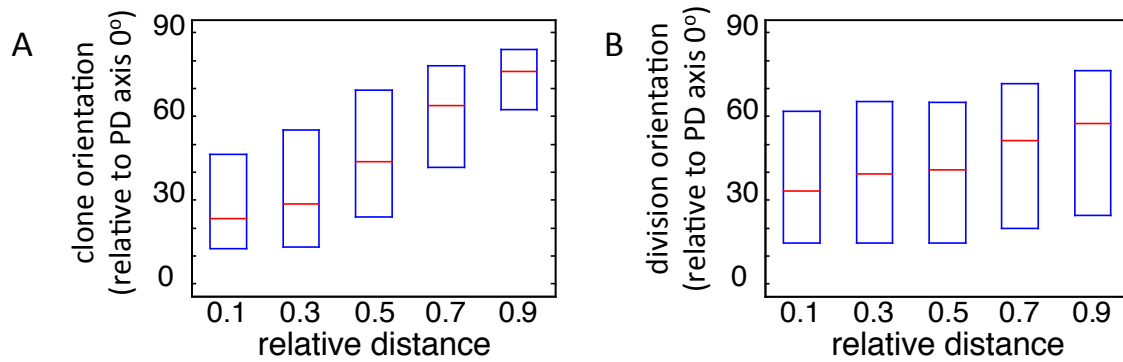 A
clone orientation
(relative to PD axis 0º)
90
60
30
0
0.1 0.3 0.5 0.7 0.9
relative distance
B
division orientation
(relative to PD axis 0º)
90
60
30
0
0.1 0.3 0.5 0.7 0.9
relative distance